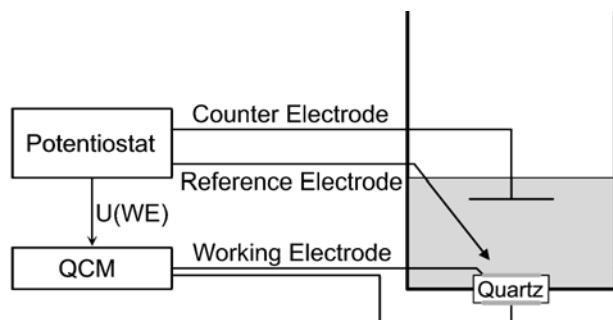 Counter Electrode
Potentiostat
Reference Electrode
U(WE)
Working Electrode
QCM
Quartz